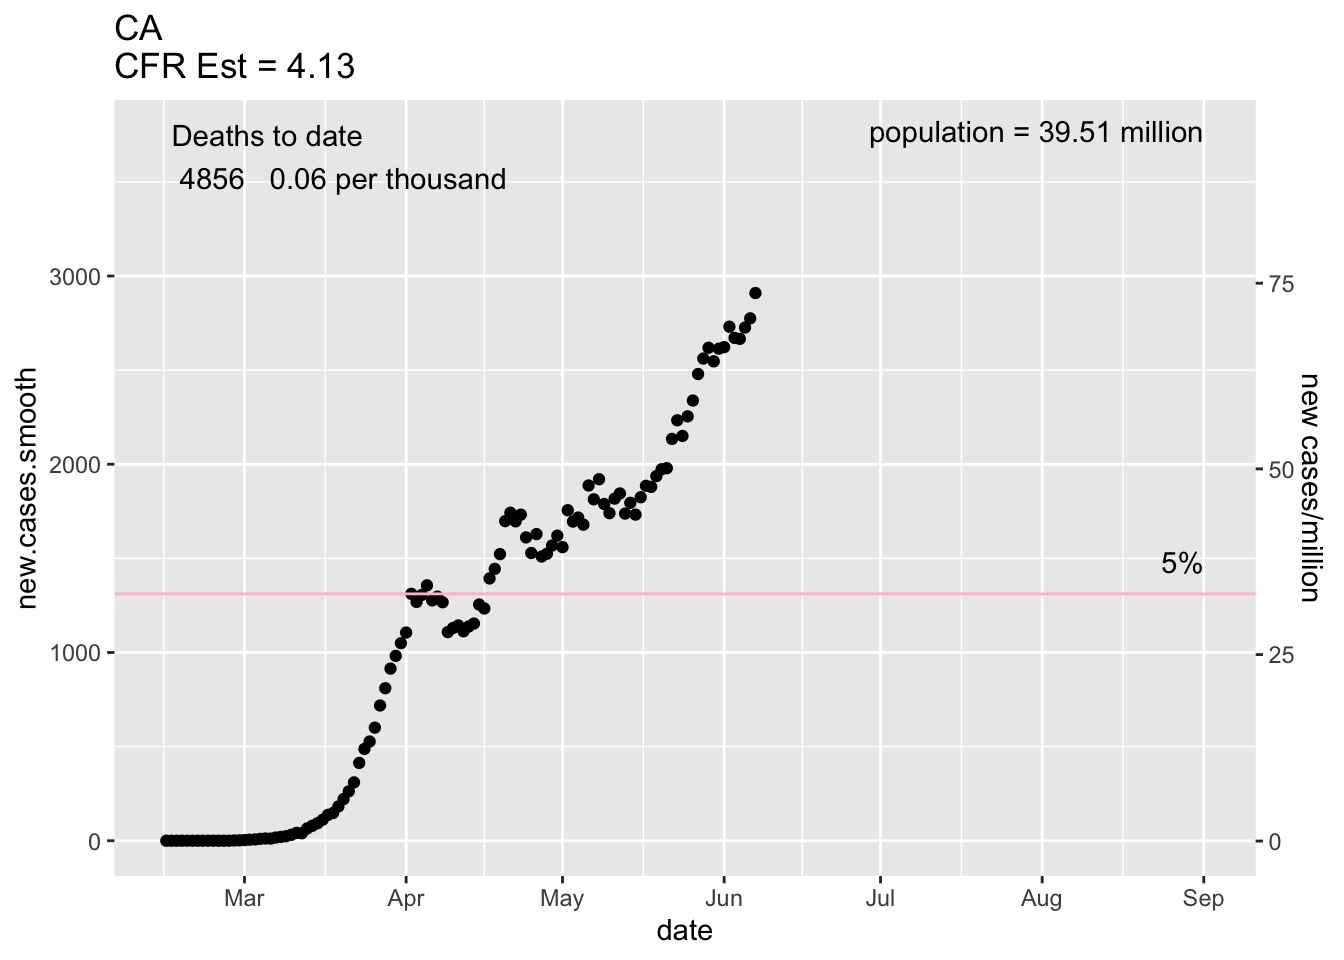 CA
CFR Est = 4.13
Deaths to date
4856 0.06 per thousand
population = 39.51 million
5%
new.cases.smooth
3000
2000
1000
0
new cases/million
75
50
25
0
Mar Apr May Jun Jul Aug Sep
date